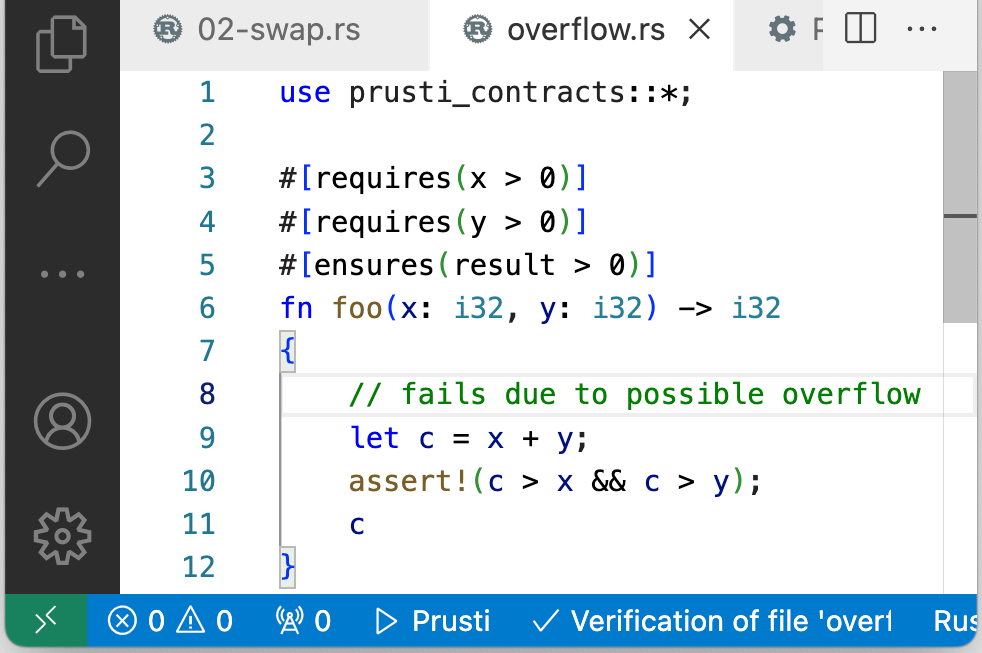 02-swap.rs overflow.rs
1 use prusti_contracts::*;
2
3 #[requires(x > 0)]
4 #[requires(y > 0)]
5 #[ensures(result > 0)]
6 fn foo(x: i32, y: i32) -> i32
7 {
8 // fails due to possible overflow
9 let c = x + y;
10 assert!(c > x && c > y);
11 c
12 }
0 0 0 Prusti Verification of file 'overf Rus